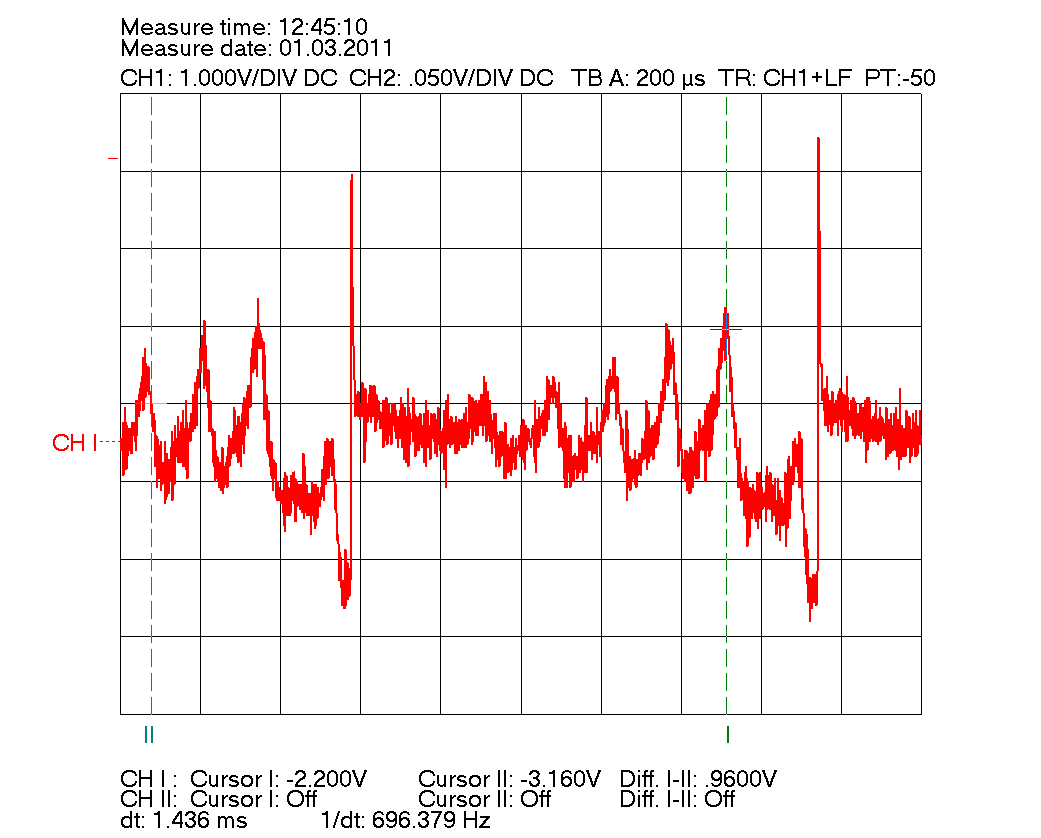 Measure time: 12:45:10
Measure date: 01.03.2011
CH1: 1.000V/DIV DC CH2: .050V/DIV DC TB A: 200 µs TR: CH1+LF PT:-50
CH I
II I
CH I : Cursor I: -2.200V Cursor II: -3.160V Diff. I-II: .9600V
CH II: Cursor I: Off Cursor II: Off Diff. I-II: Off
dt: 1.436 ms 1/dt: 696.379 Hz